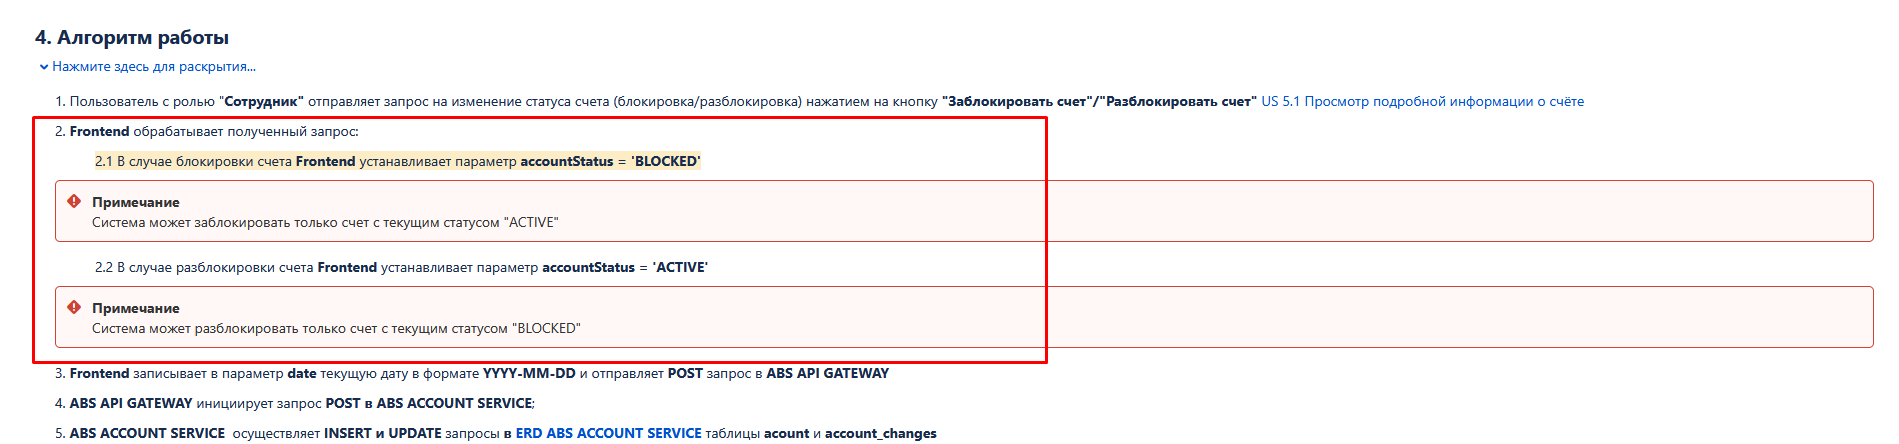 4. Алгоритм работы
Нажмите здесь для раскрытия...
1. Пользователь с ролью "Сотрудник" отправляет запрос на изменение статуса счета (блокировка/разблокировка) нажатием на кнопку "Заблокировать счет"/"Разблокировать счет" US 5.1 Просмотр подробной информации о счёте
2. Frontend обрабатывает полученный запрос:
2.1 В случае блокировки счета Frontend устанавливает параметр accountStatus = 'BLOCKED'
Примечание
Система может заблокировать только счет с текущим статусом "ACTIVE"
2.2 В случае разблокировки счета Frontend устанавливает параметр accountStatus = 'ACTIVE'
Примечание
Система может разблокировать только счет с текущим статусом "BLOCKED"
3. Frontend записывает в параметр date текущую дату в формате YYYY-MM-DD и отправляет POST запрос в ABS API GATEWAY
4. ABS API GATEWAY инициирует запрос POST в ABS ACCOUNT SERVICE;
5. ABS ACCOUNT SERVICE осуществляет INSERT и UPDATE запросы в ERD ABS ACCOUNT SERVICE таблицы acount и account_changes